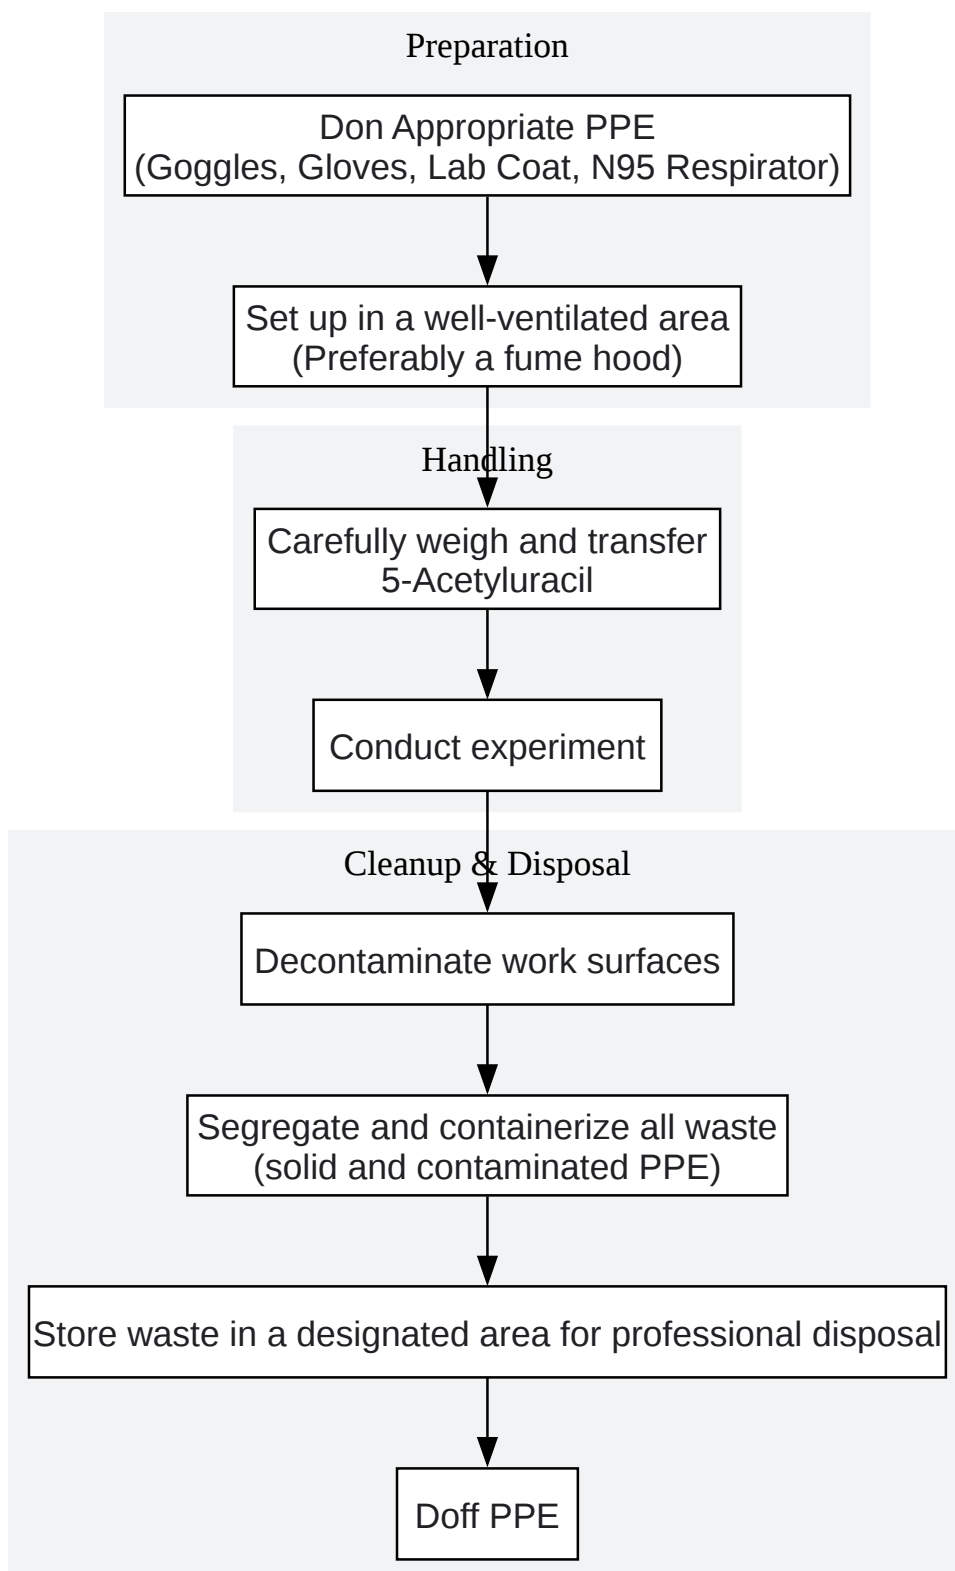 Preparation
Don Appropriate PPE
(Goggles, Gloves, Lab Coat, N95 Respirator)
Set up in a well-ventilated area
(Preferably a fume hood)
Handling
Carefully weigh and transfer
5-Acetyluracil
Conduct experiment
Cleanup & Disposal
Decontaminate work surfaces
Segregate and containerize all waste
(solid and contaminated PPE)
Store waste in a designated area for professional disposal
Doff PPE